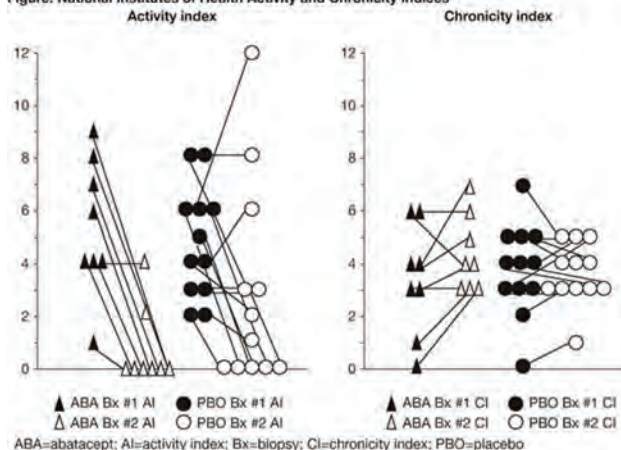 Figure. National Institutes of Health Activity and Chronicity Indices
Activity index
12
10
8
6
4
2
0
▲ ABA Bx #1 AI ● PBO Bx #1 AI
△ ABA Bx #2 AI ○ PBO Bx #2 AI
Chronicity index
12
10
8
6
4
2
0
▲ ABA Bx #1 CI ● PBO Bx #1 CI
△ ABA Bx #2 CI ○ PBO Bx #2 CI
ABA=abatacept; AI=activity index; Bx=biopsy; CI=chronicity index; PBO=placebo